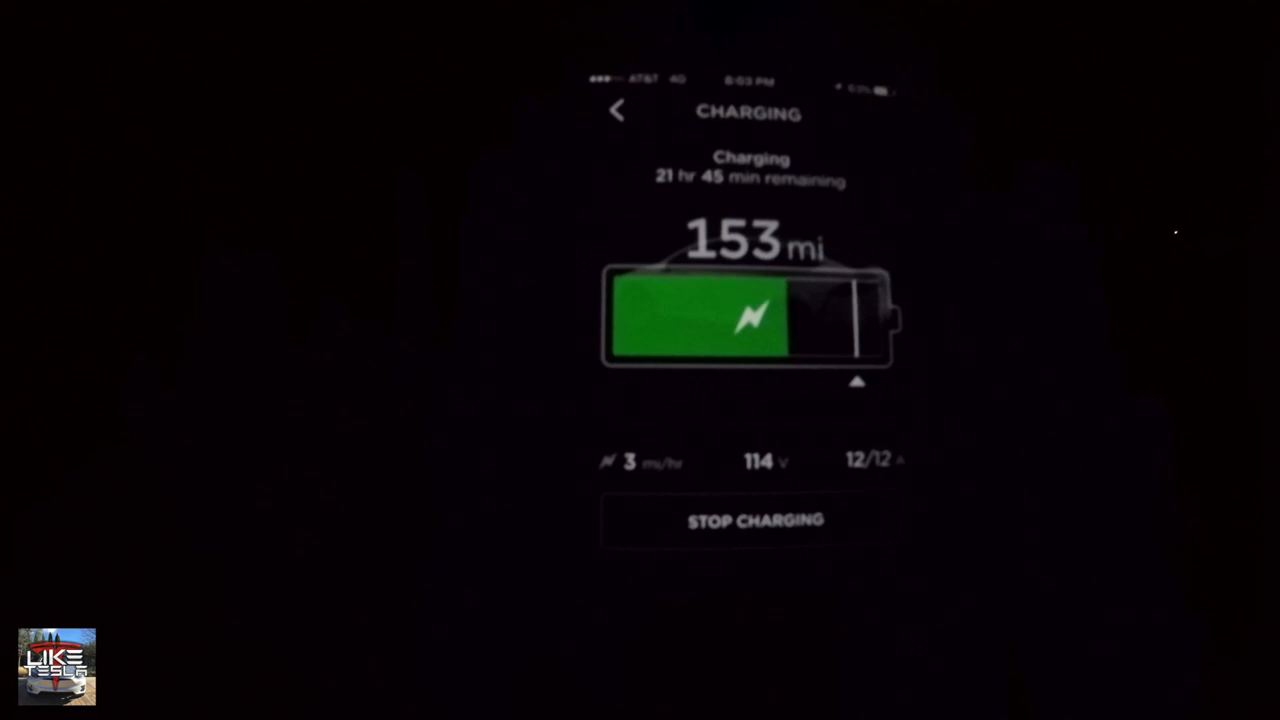 AT&T 4G 8:03 PM 63%
CHARGING
Charging
21 hr 45 min remaining
153 mi
3 mi/hr 114 V 12/12 A
STOP CHARGING
LIKE
TESLA